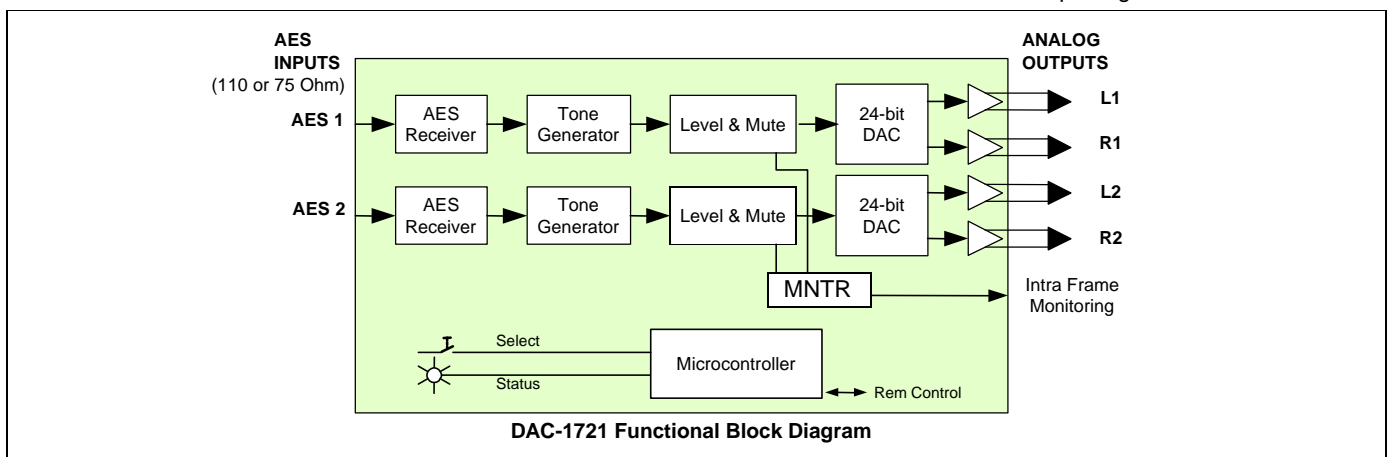 AES
INPUTS
(110 or 75 Ohm)
ANALOG
OUTPUTS
AES 1
AES
Receiver
Tone
Generator
Level & Mute
24-bit
DAC
L1
R1
AES 2
AES
Receiver
Tone
Generator
Level & Mute
24-bit
DAC
L2
R2
MNTR
Intra Frame
Monitoring
Select
Status
Microcontroller
Rem Control
DAC-1721 Functional Block Diagram